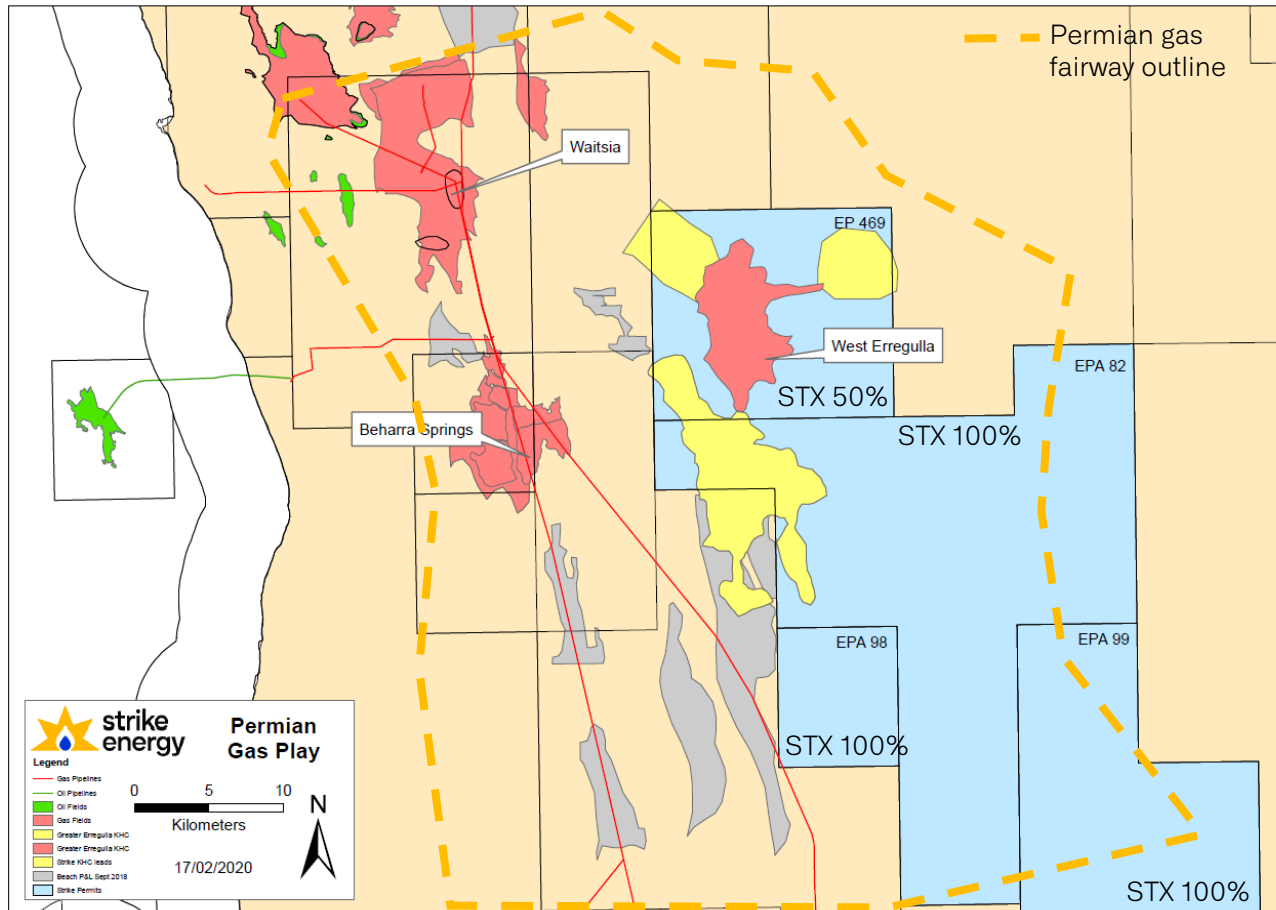 Permian gas
fairway outline
Waitsia
EP 469
West Erregulla
STX 50%
EPA 82
STX 100%
Beharra Springs
EPA 98
EPA 99
STX 100%
STX 100%
strike
energy
Permian
Gas Play
Legend
Gas Pipelines
Oil Pipelines
Oil Fields
Gas Fields
Greater Erregulla KHC
Greater Erregulla KHC
Strike KHC leads
Beach P&L Sept 2018
Strike Permits
0 5 10
Kilometers
N
17/02/2020